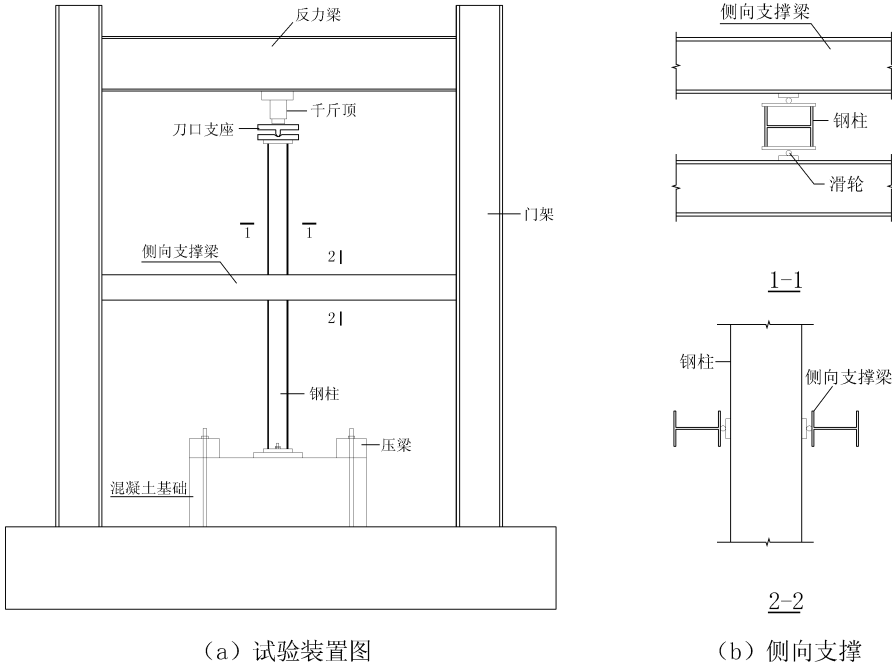 反力梁
千斤顶
刀口支座
门架
1
1
侧向支撑梁
2
2
钢柱
压梁
混凝土基础
(a) 试验装置图
侧向支撑梁
钢柱
滑轮
1-1
钢柱
侧向支撑梁
2-2
(b) 侧向支撑